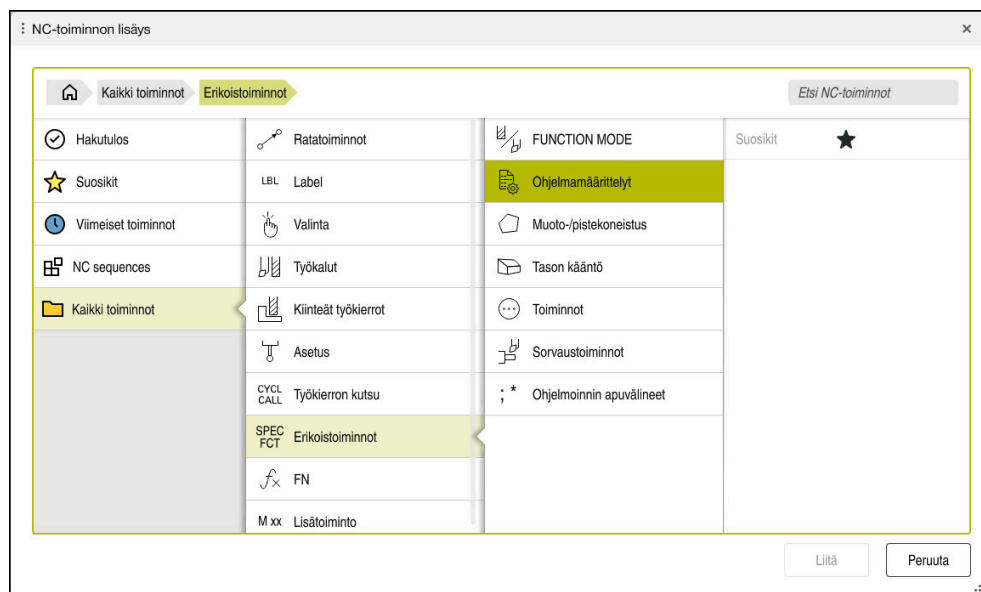 NC-toiminnon lisäys
Kaikki toiminnot
Erikoistoiminnot
Etsi NC-toiminnot
Hakutulos
Suosikit
Viimeiset toiminnot
NC sequences
Kaikki toiminnot
Ratatoiminnot
LBL Label
Valinta
Työkalut
Kiinteät työkierrot
Asetus
CYCL
CALL Työkierron kutsu
SPEC
FCT Erikoistoiminnot
FN
M xx Lisätoiminto
FUNCTION MODE
Ohjelmamäärittelyt
Muoto-/pistekoneistus
Tason kääntö
Toiminnot
Sorvaustoiminnot
; * Ohjelmoinnin apuvälineet
Suosikit
Liitä
Peruuta